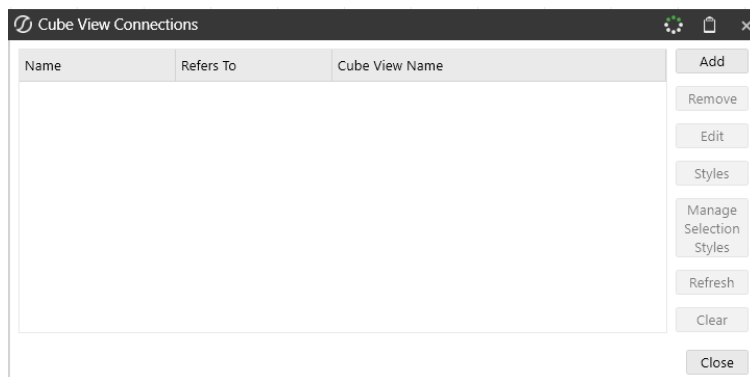 Cube View Connections
Name Refers To Cube View Name
Add
Remove
Edit
Styles
Manage
Selection
Styles
Refresh
Clear
Close